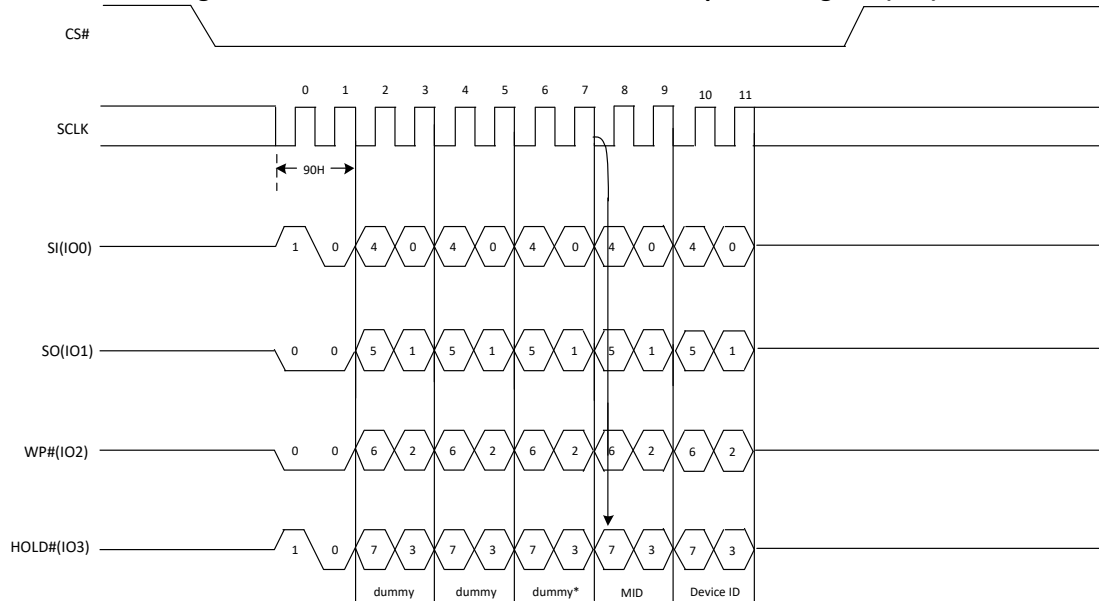 CS#
0 1 2 3 4 5 6 7 8 9 10 11
SCLK
90H
SI(IO0) 1 0 4 0 4 0 4 0 4 0 4 0
SO(IO1) 0 0 5 1 5 1 5 1 5 1 5 1
WP#(IO2) 0 0 6 2 6 2 6 2 6 2 6 2
HOLD#(IO3) 1 0 7 3 7 3 7 3 7 3 7 3
dummy dummy dummy* MID Device ID